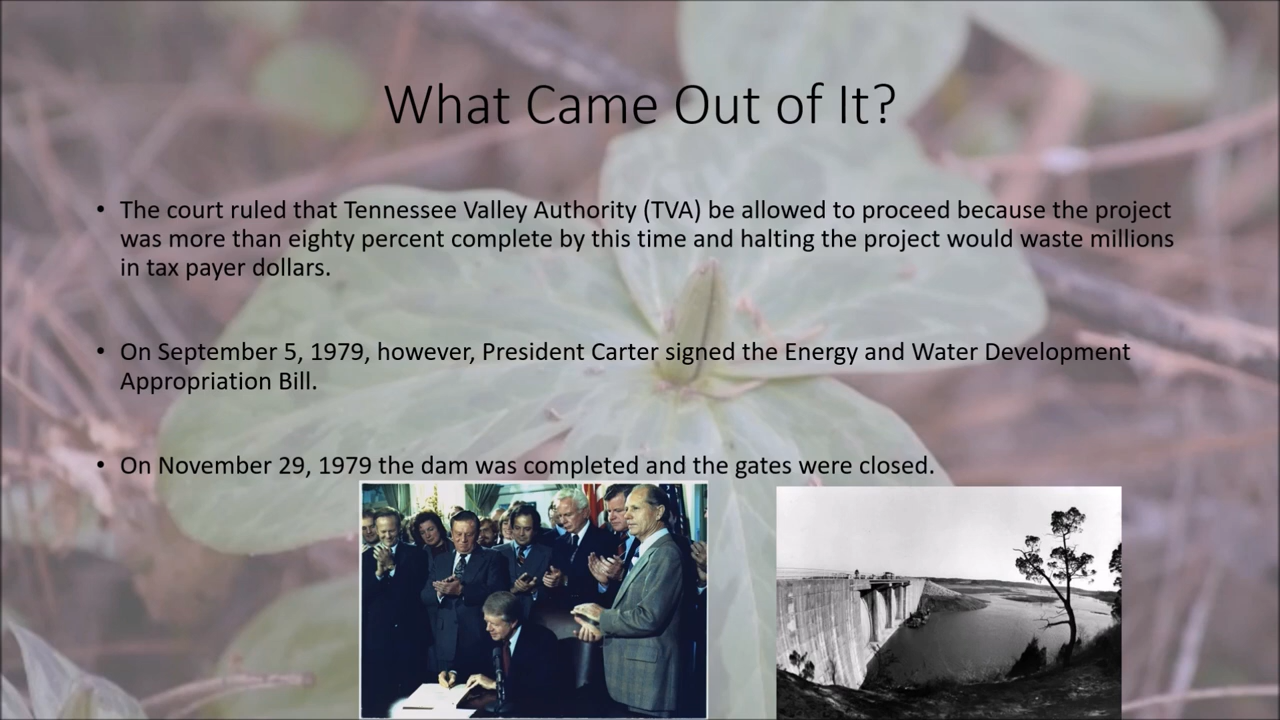 What Came Out of It?
• The court ruled that Tennessee Valley Authority (TVA) be allowed to proceed because the project
was more than eighty percent complete by this time and halting the project would waste millions
in tax payer dollars.
• On September 5, 1979, however, President Carter signed the Energy and Water Development
Appropriation Bill.
• On November 29, 1979 the dam was completed and the gates were closed.